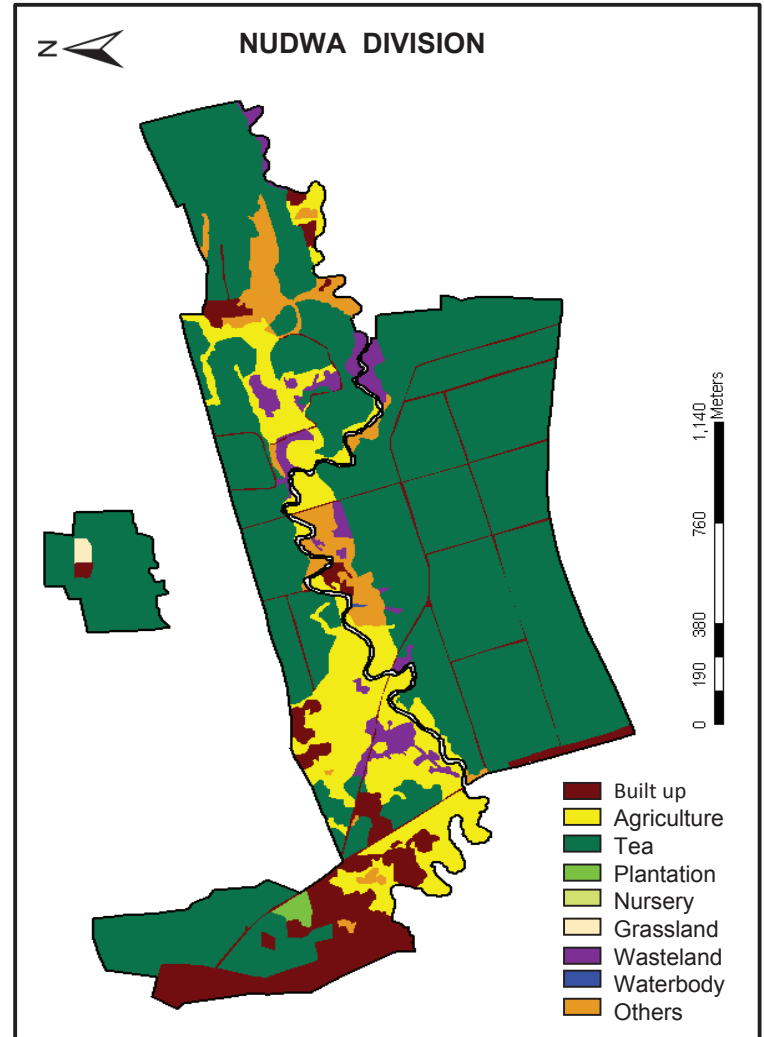 N
NUDWA DIVISION
1,140
Meters
760
380
190
0
Built up
Agriculture
Tea
Plantation
Nursery
Grassland
Wasteland
Waterbody
Others